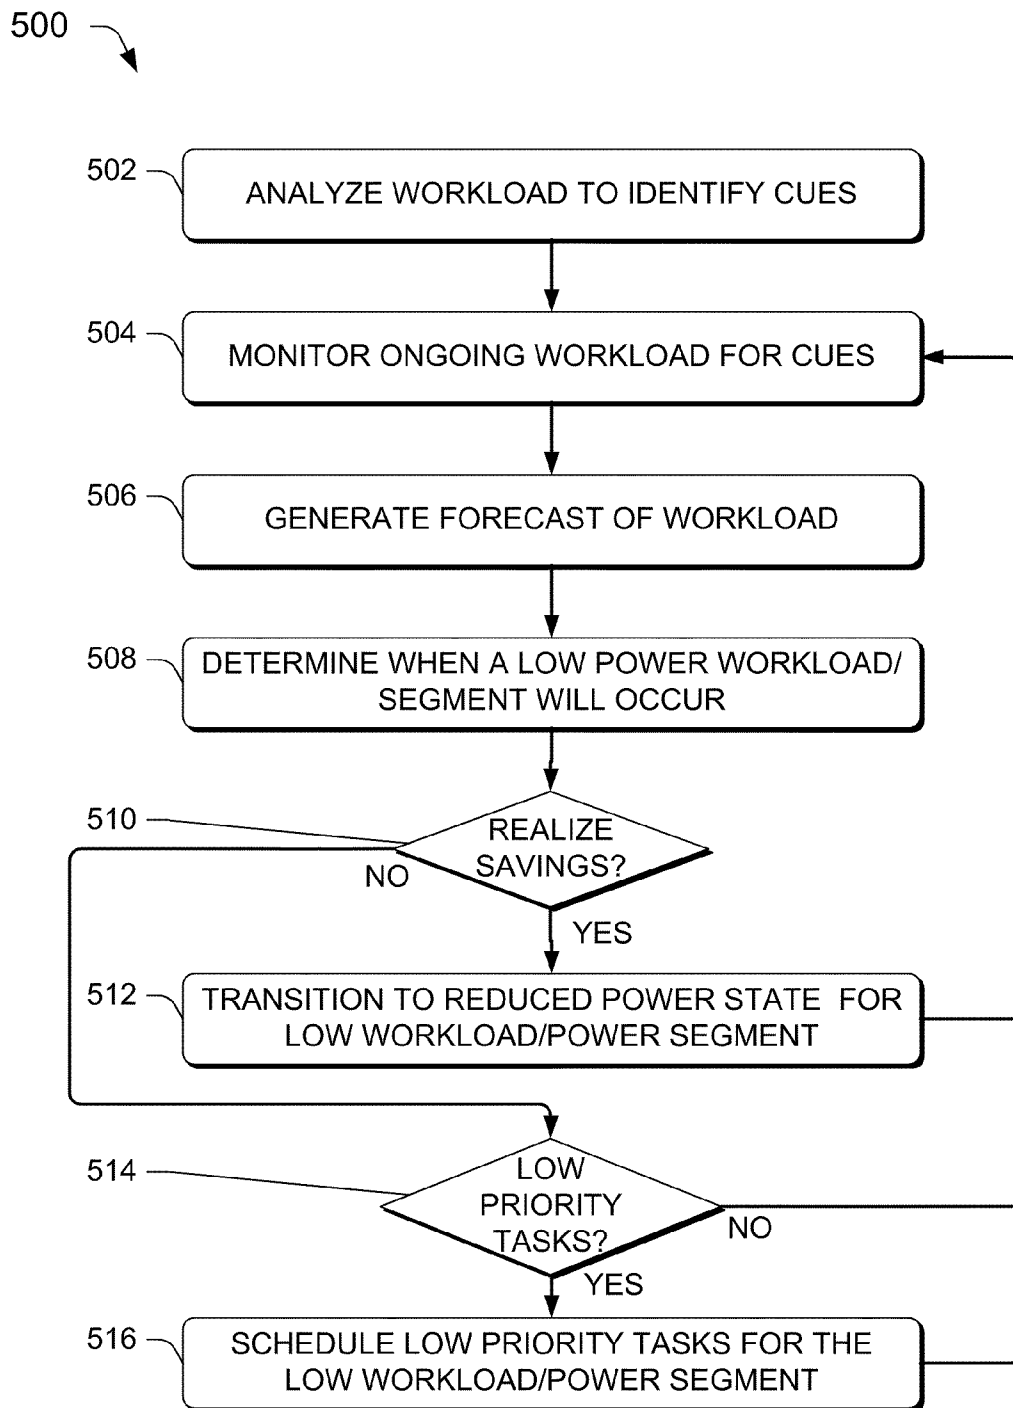 500
502
ANALYZE WORKLOAD TO IDENTIFY CUES
504
MONITOR ONGOING WORKLOAD FOR CUES
506
GENERATE FORECAST OF WORKLOAD
508
DETERMINE WHEN A LOW POWER WORKLOAD/
SEGMENT WILL OCCUR
510
REALIZE
SAVINGS?
NO
YES
512
TRANSITION TO REDUCED POWER STATE FOR
LOW WORKLOAD/POWER SEGMENT
514
LOW
PRIORITY
TASKS?
NO
YES
516
SCHEDULE LOW PRIORITY TASKS FOR THE
LOW WORKLOAD/POWER SEGMENT